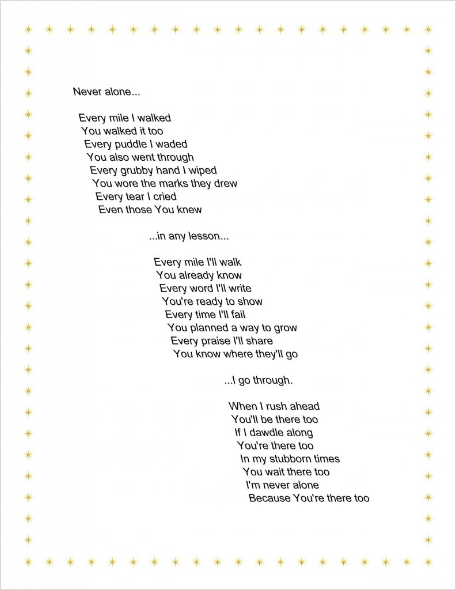 Never alone...
Every mile I walked
You walked it too
Every puddle I waded
You also went through
Every grubby hand I wiped
You wore the marks they drew
Every tear I cried
Even those You knew
...in any lesson...
Every mile I'll walk
You already know
Every word I'll write
You're ready to show
Every time I'll fail
You planned a way to grow
Every praise I'll share
You know where they'll go
...I go through.
When I rush ahead
You'll be there too
If I dawdle along
You're there too
In my stubborn times
You wait there too
I'm never alone
Because You're there too